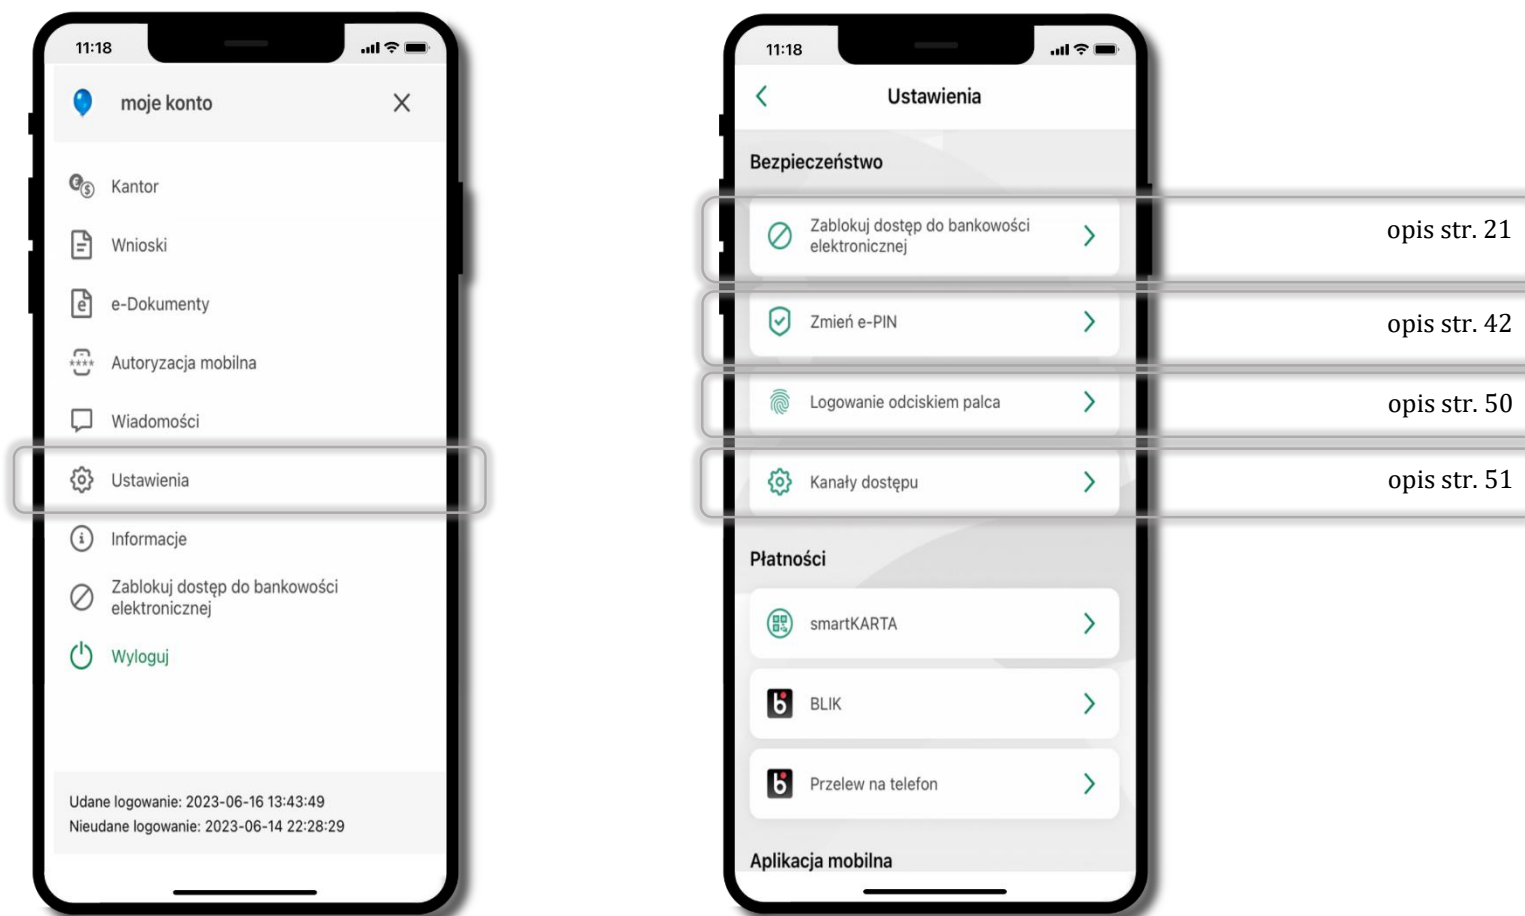 11:18
moje konto
Kantor
Wnioski
e-Dokumenty
Autoryzacja mobilna
Wiadomości
Ustawienia
Informacje
Zablokuj dostęp do bankowości
elektronicznej
Wyloguj
Udane logowanie: 2023-06-16 13:43:49
Nieudane logowanie: 2023-06-14 22:28:29
11:18
Ustawienia
Bezpieczeństwo
Zablokuj dostęp do bankowości
elektronicznej
opis str. 21
Zmień e-PIN
opis str. 42
Logowanie odciskiem palca
opis str. 50
Kanały dostępu
opis str. 51
Płatności
smartKARTA
BLIK
Przelew na telefon
Aplikacja mobilna